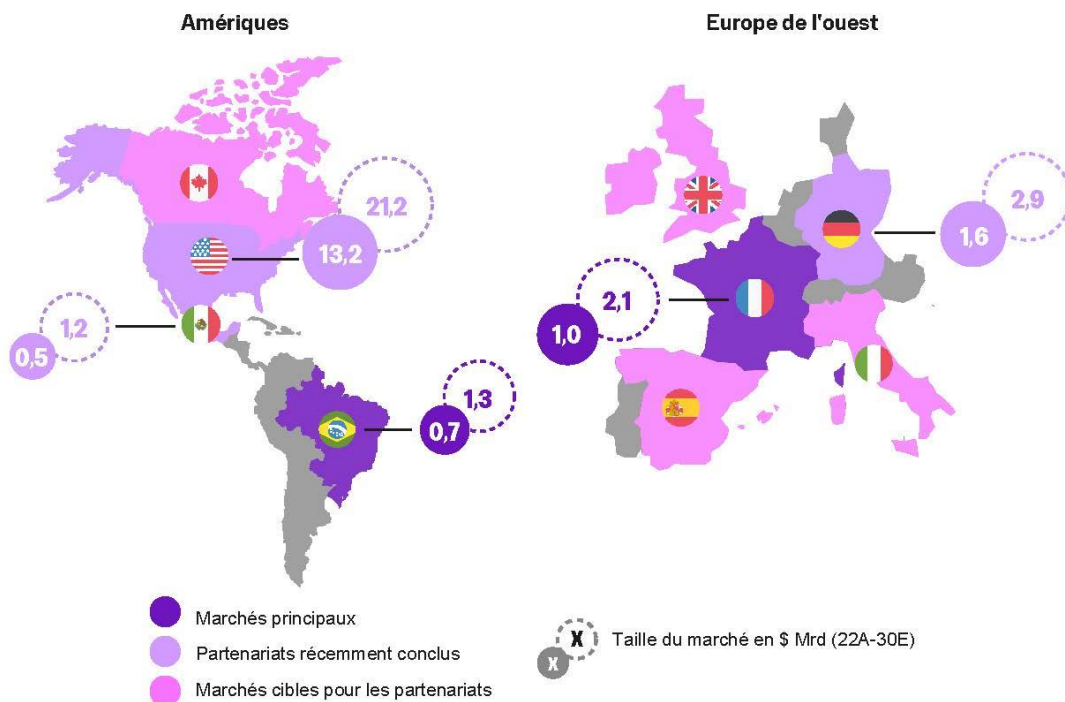 Amériques
Europe de l'ouest
21,2
13,2
1,2
0,5
1,3
0,7
2,9
1,6
2,1
1,0
Marchés principaux
Partenariats récemment conclus
Marchés cibles pour les partenariats
X
X
Taille du marché en $ Mrd (22A-30E)